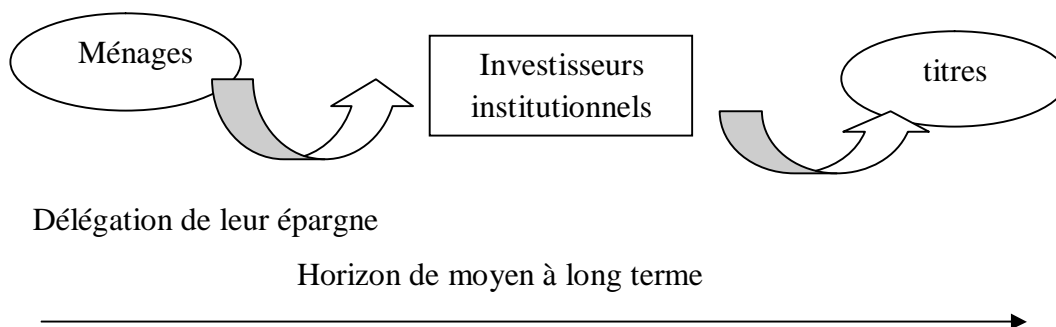 Ménages
Investisseurs
institutionnels
titres
Délégation de leur épargne
Horizon de moyen à long terme